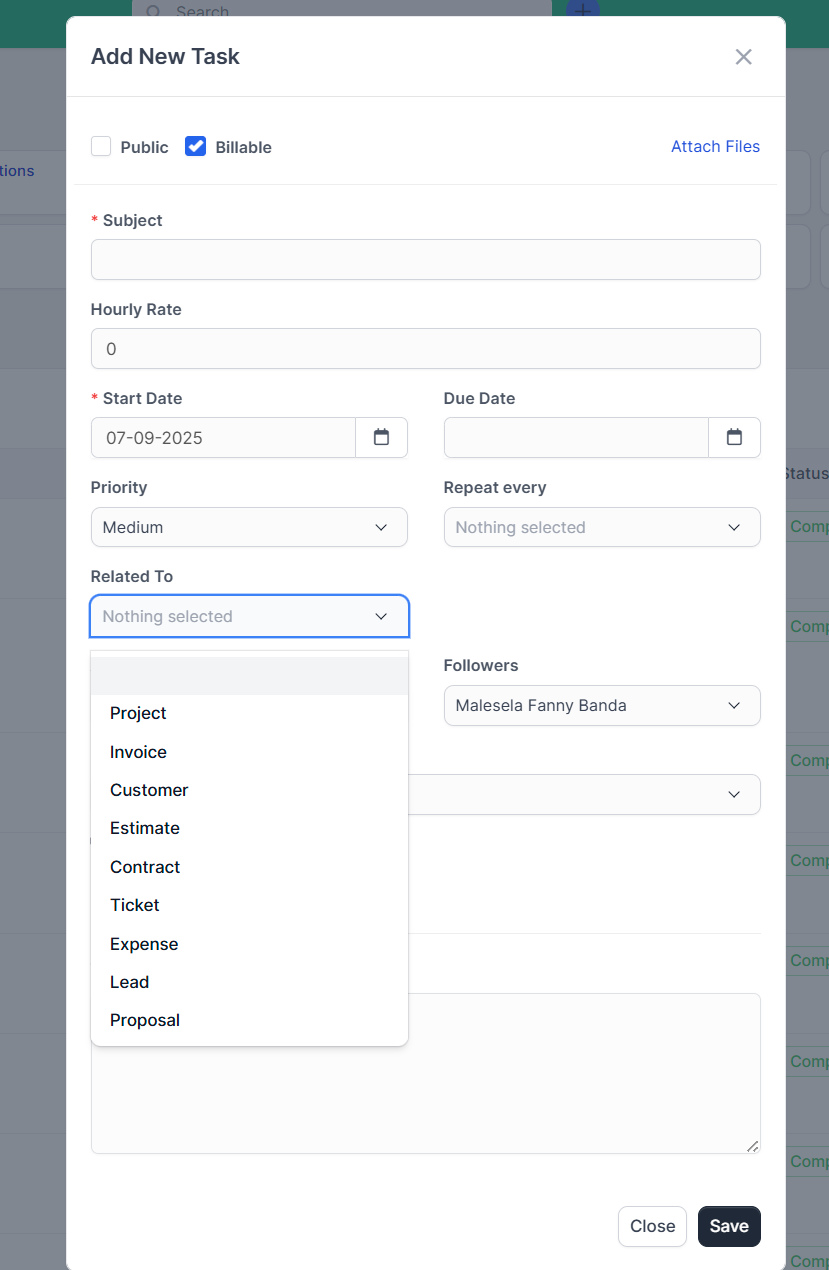 Search
Add New Task
Public Billable Attach Files
tions
* Subject
Hourly Rate
0
* Start Date Due Date
07-09-2025
Priority Repeat every
Status
Medium Nothing selected
Comp
Related To
Nothing selected
Comp
Followers
Malesela Fanny Banda
Project
Invoice
Comp
Customer
Estimate
Contract
Comp
Ticket
Expense
Comp
Lead
Proposal
Comp
Comp
Close Save
Comp